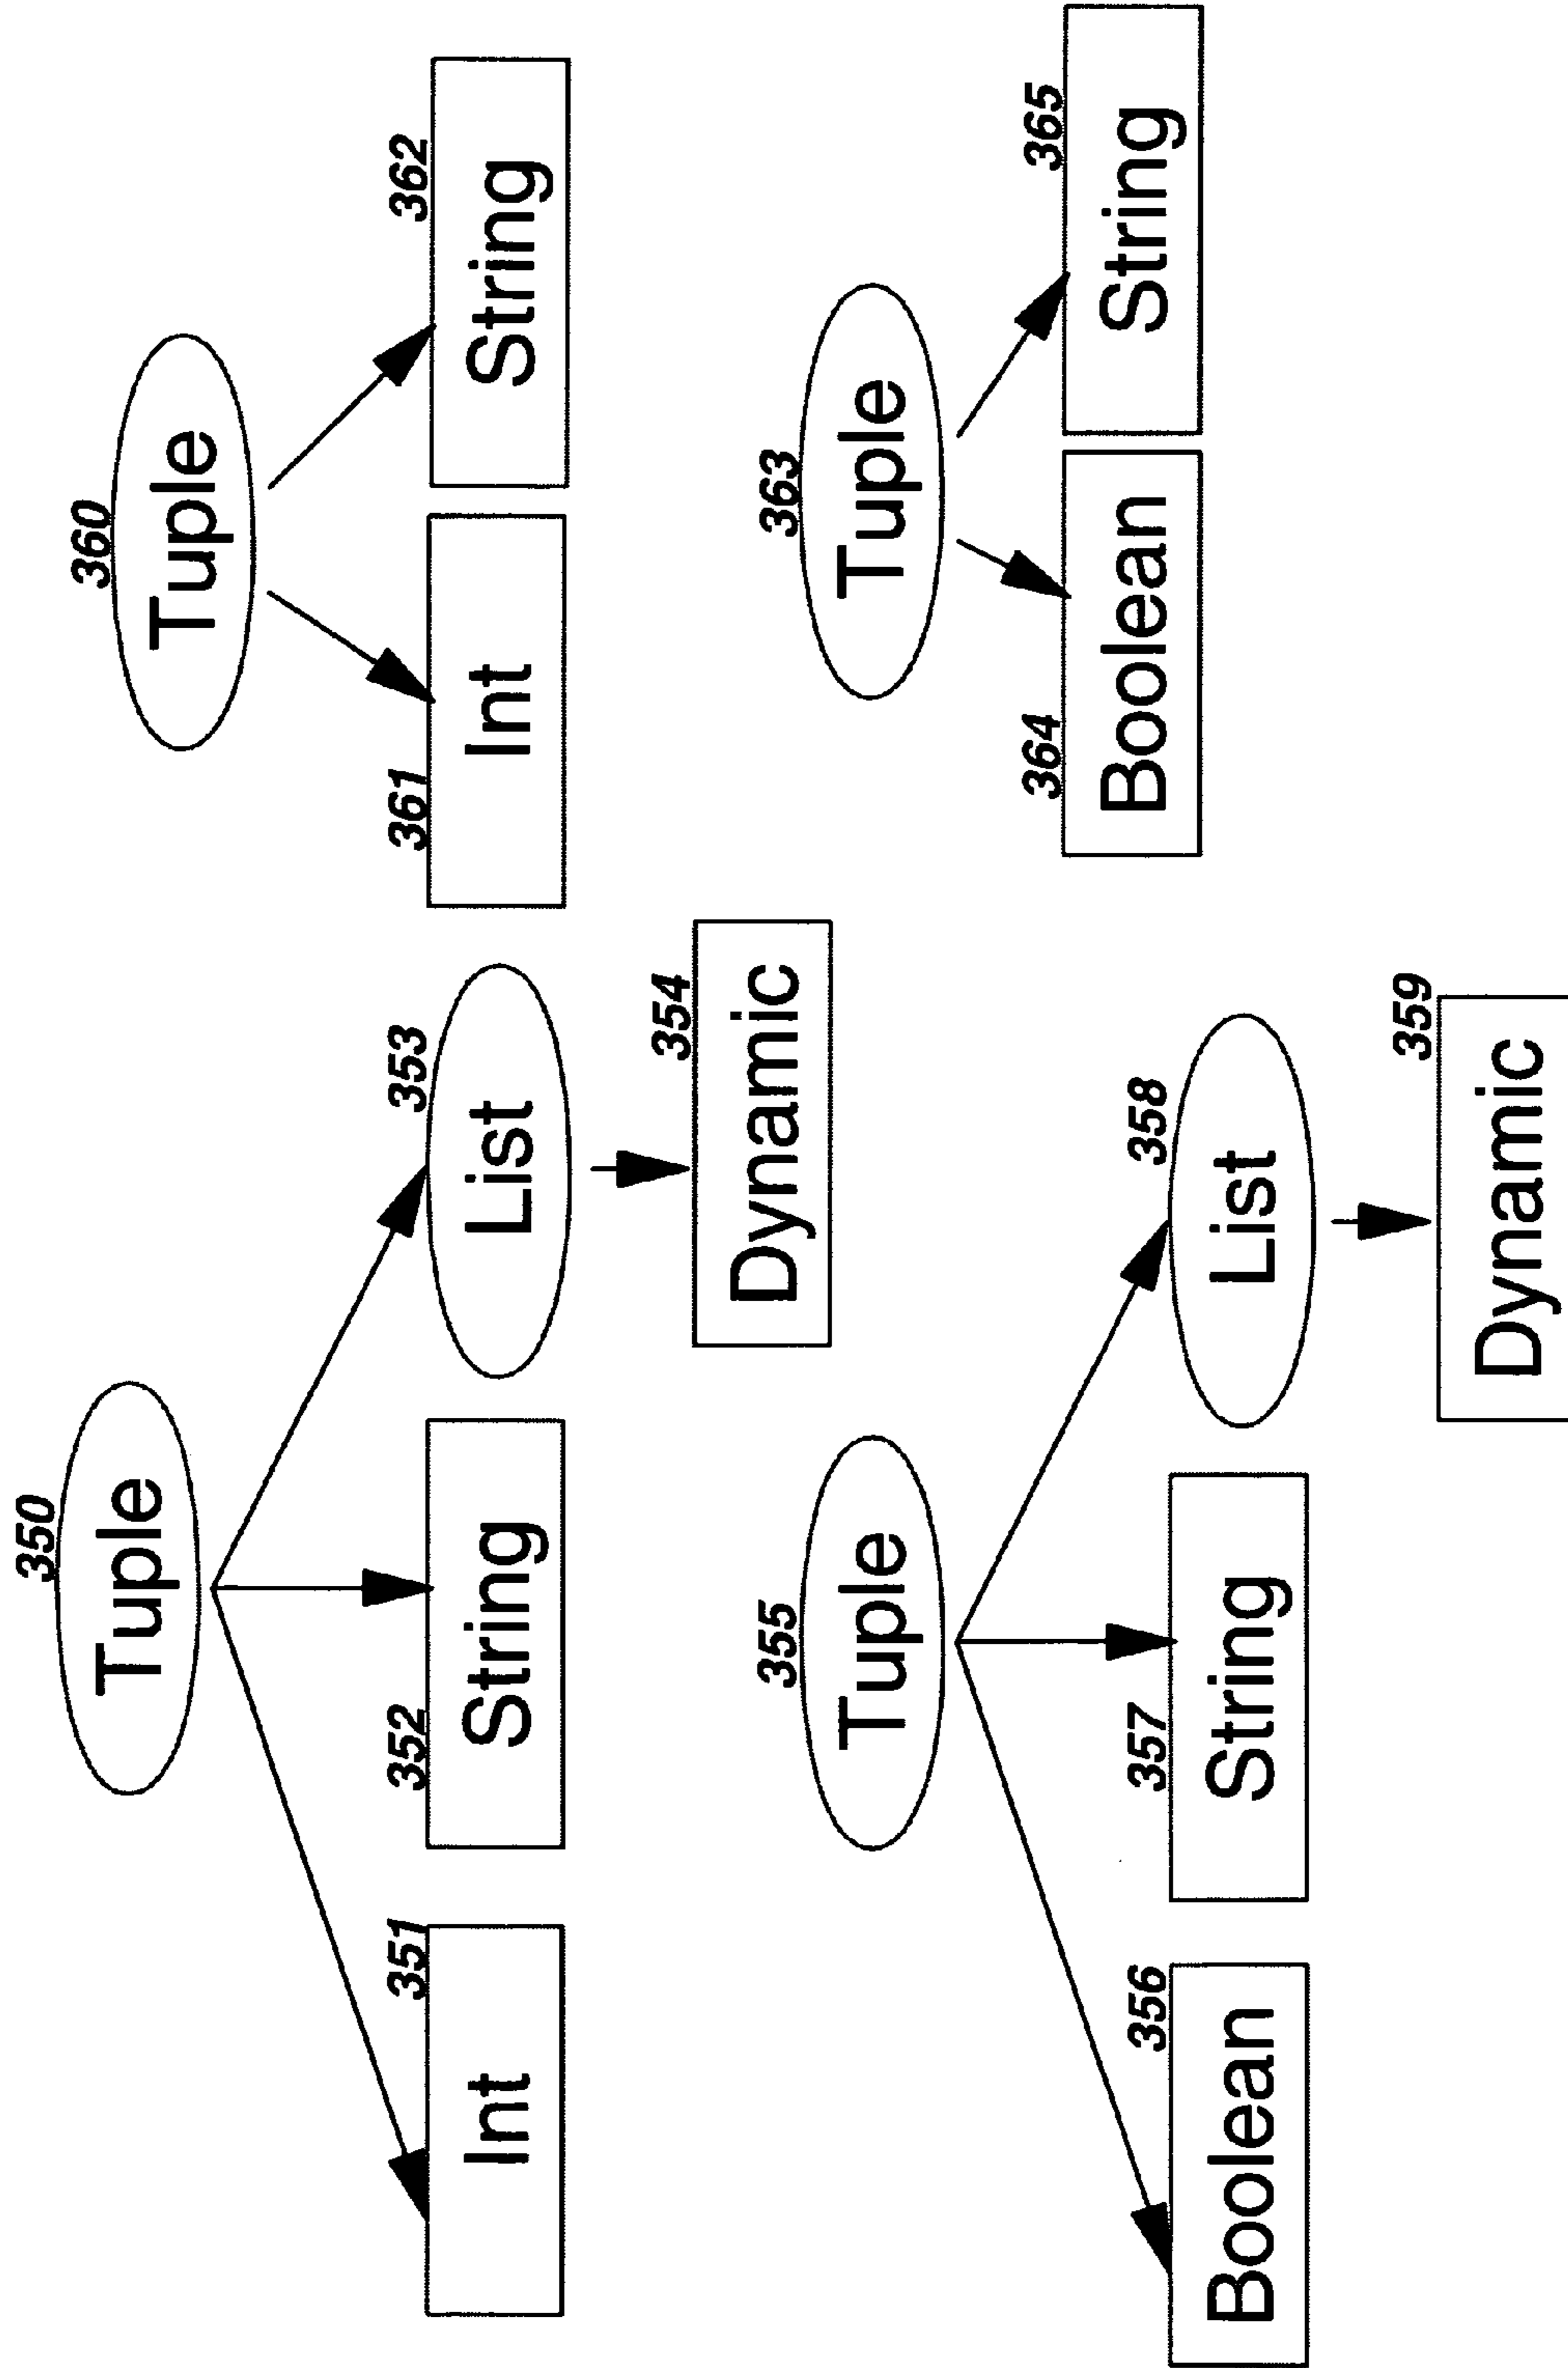 350
Tuple
360
Tuple
351
Int
352
String
353
List
361
Int
362
String
354
Dynamic
355
Tuple
363
Tuple
364
Boolean
365
String
356
Boolean
357
String
358
List
359
Dynamic